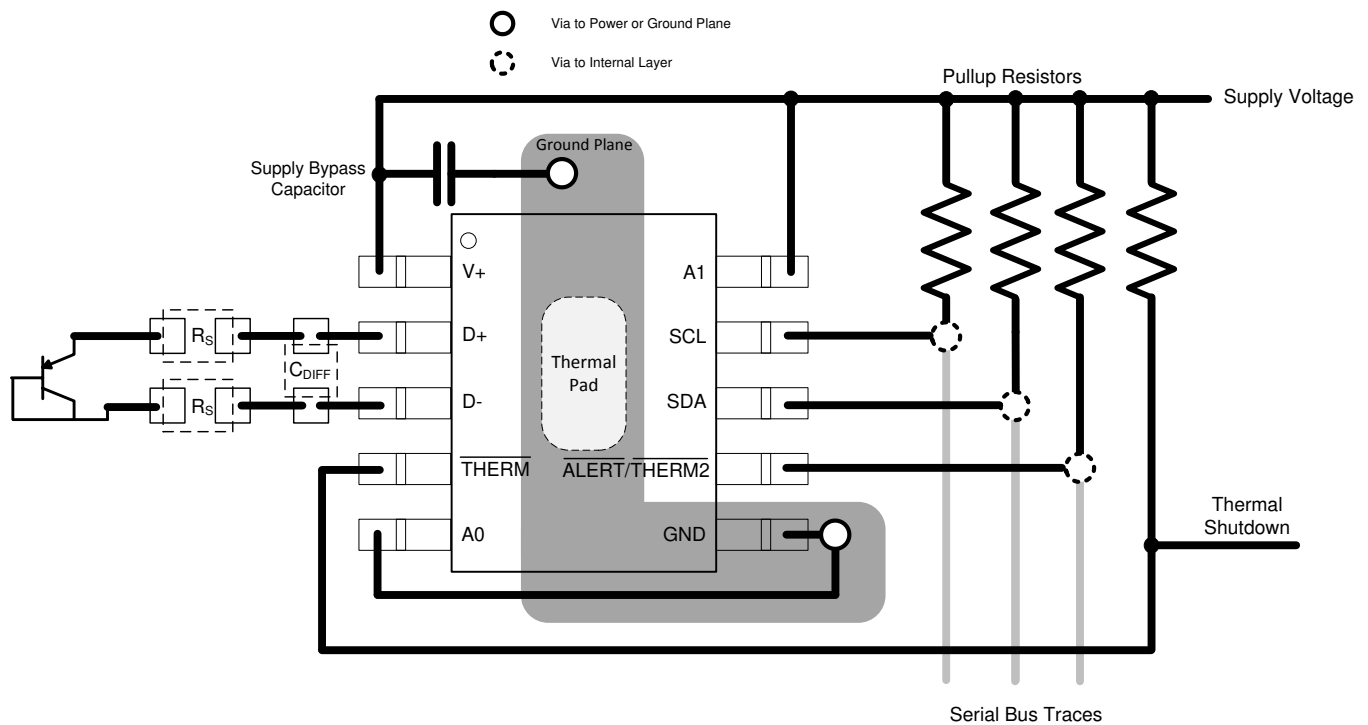 Via to Power or Ground Plane
Via to Internal Layer
Pullup Resistors
Supply Voltage
Ground Plane
Supply Bypass
Capacitor
V+
A1
D+
SCL
RS
CDIFF
Thermal
Pad
D-
SDA
RS
THERM
ALERT/THERM2
A0
GND
Thermal
Shutdown
Serial Bus Traces